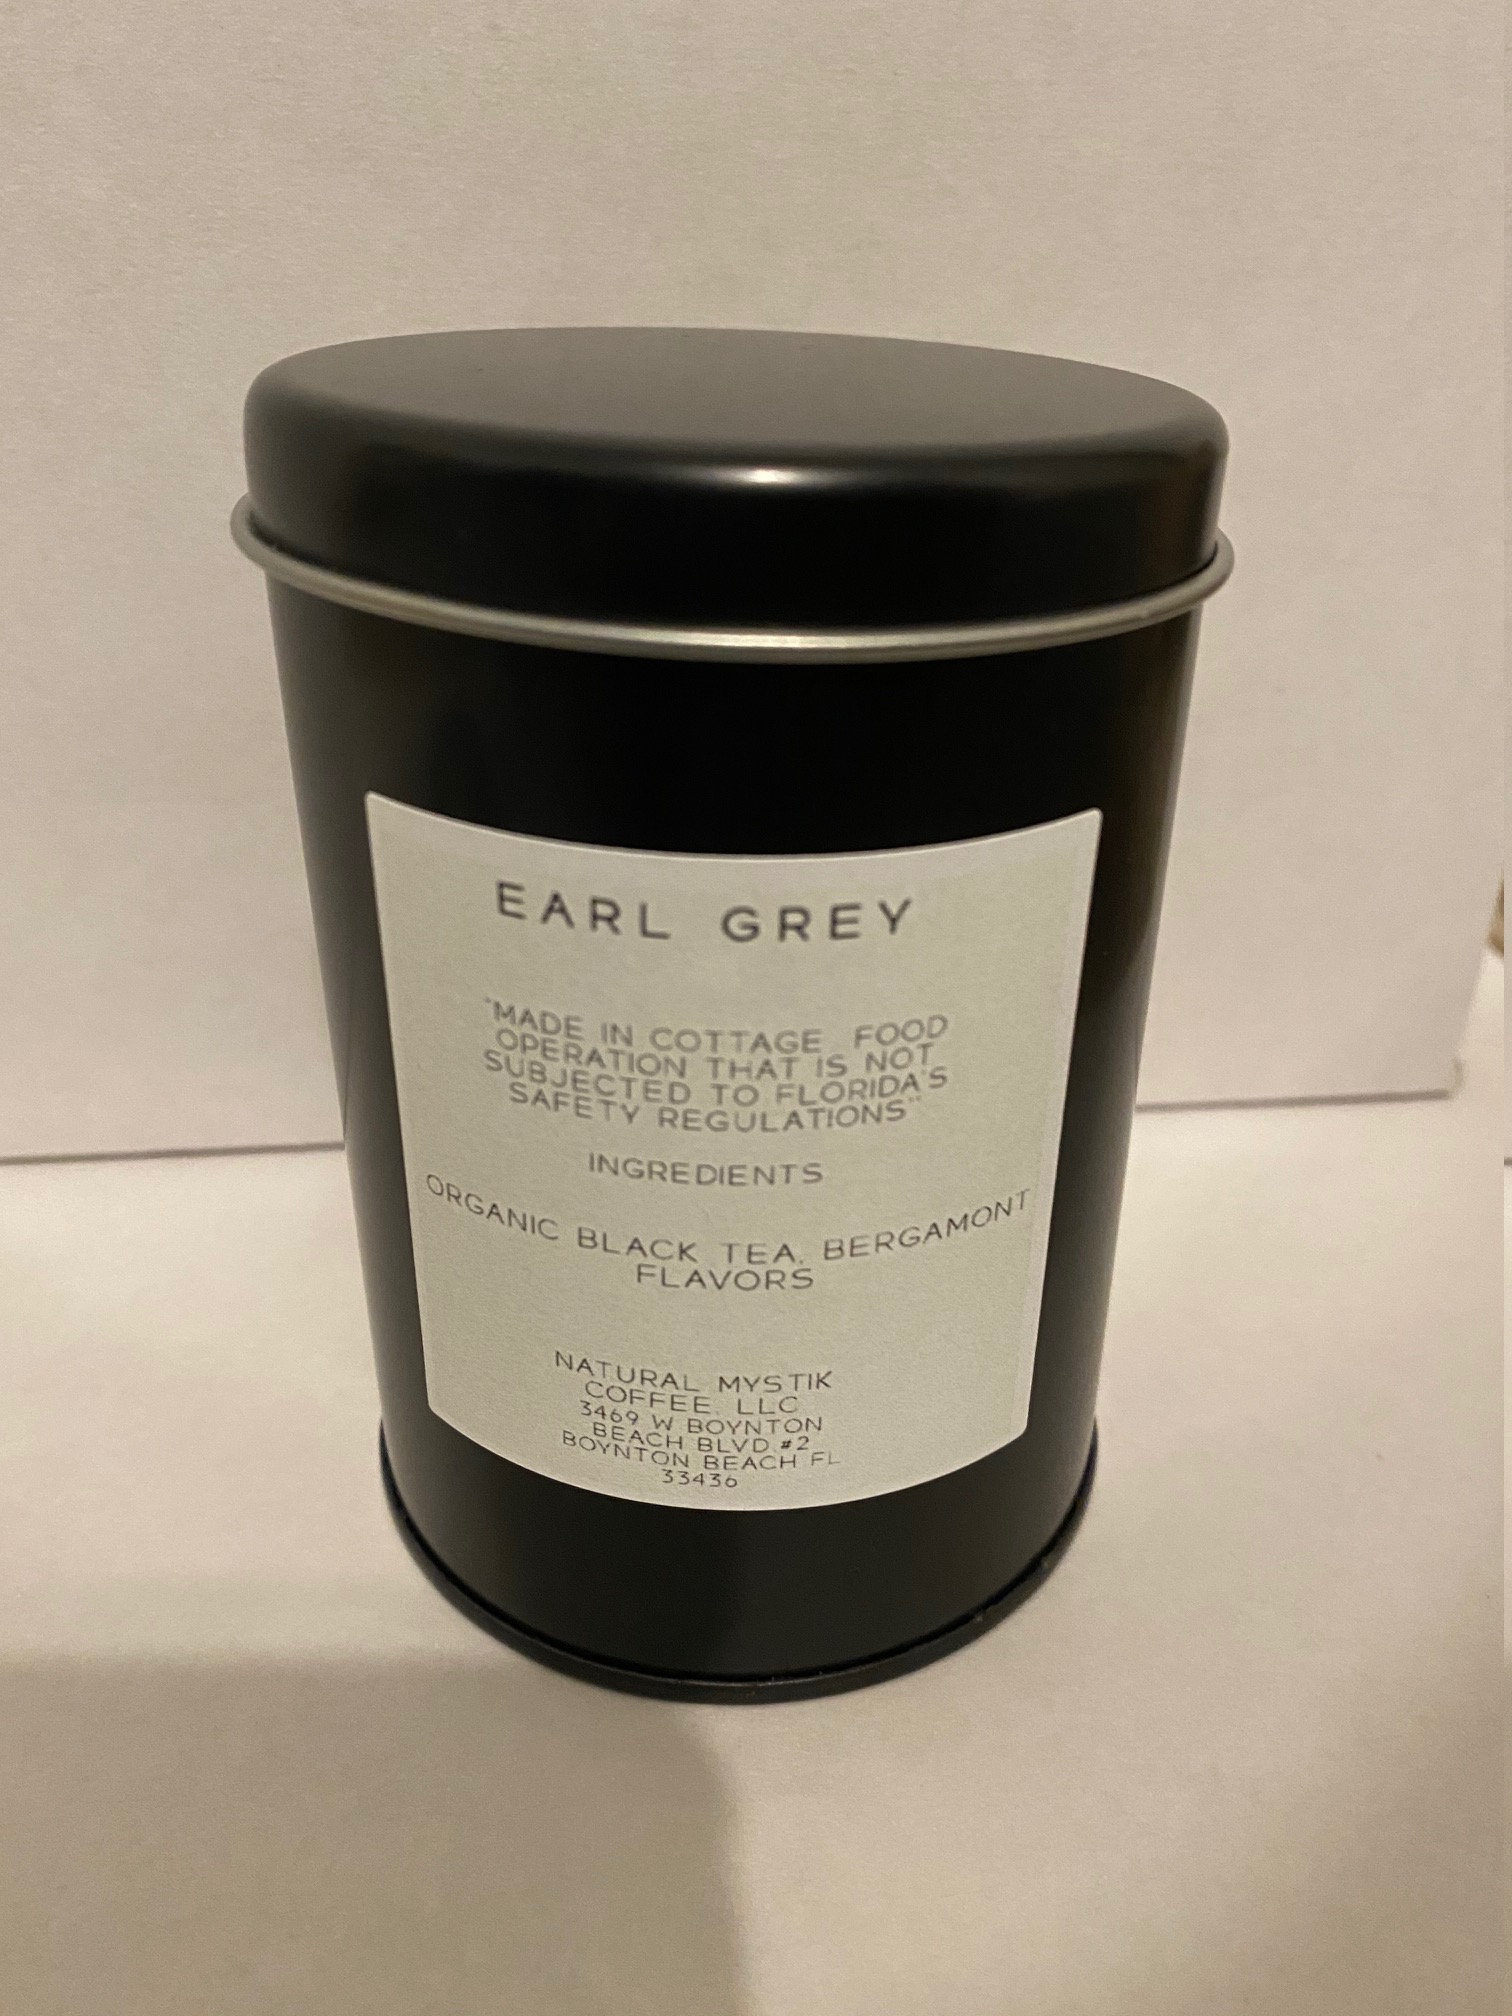 EARL GREY
"MADE IN COTTAGE FOOD
OPERATION THAT IS NOT
SUBJECTED TO FLORIDA'S
SAFETY REGULATIONS"
INGREDIENTS
ORGANIC BLACK TEA, BERGAMONT
FLAVORS
NATURAL MYSTIK
COFFEE, LLC
3469 W BOYNTON
BEACH BLVD #2
BOYNTON BEACH FL
33436